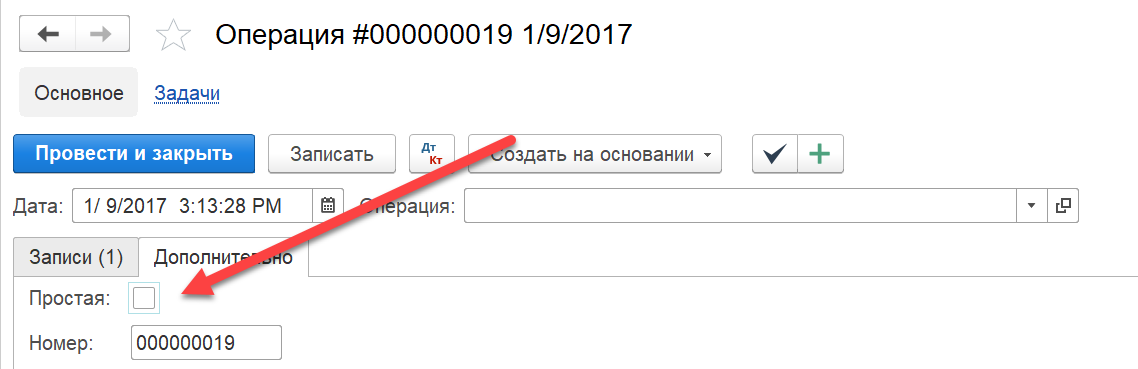 Операция #000000019 1/9/2017
Основное Задачи
Провести и закрыть Записать Дт Кт Создать на основании
Дата: 1/ 9/2017 3:13:28 PM Операция:
Записи (1) Дополнительно
Простая:
Номер: 000000019